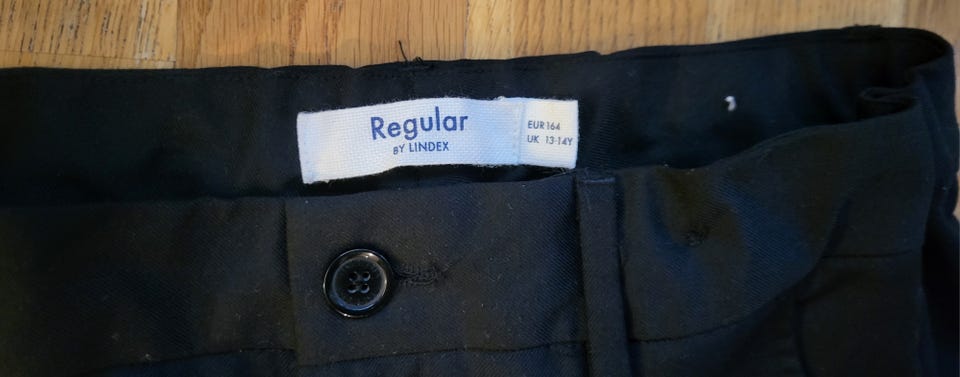 Regular
BY LINDEX
EUR 164
UK 13-14Y